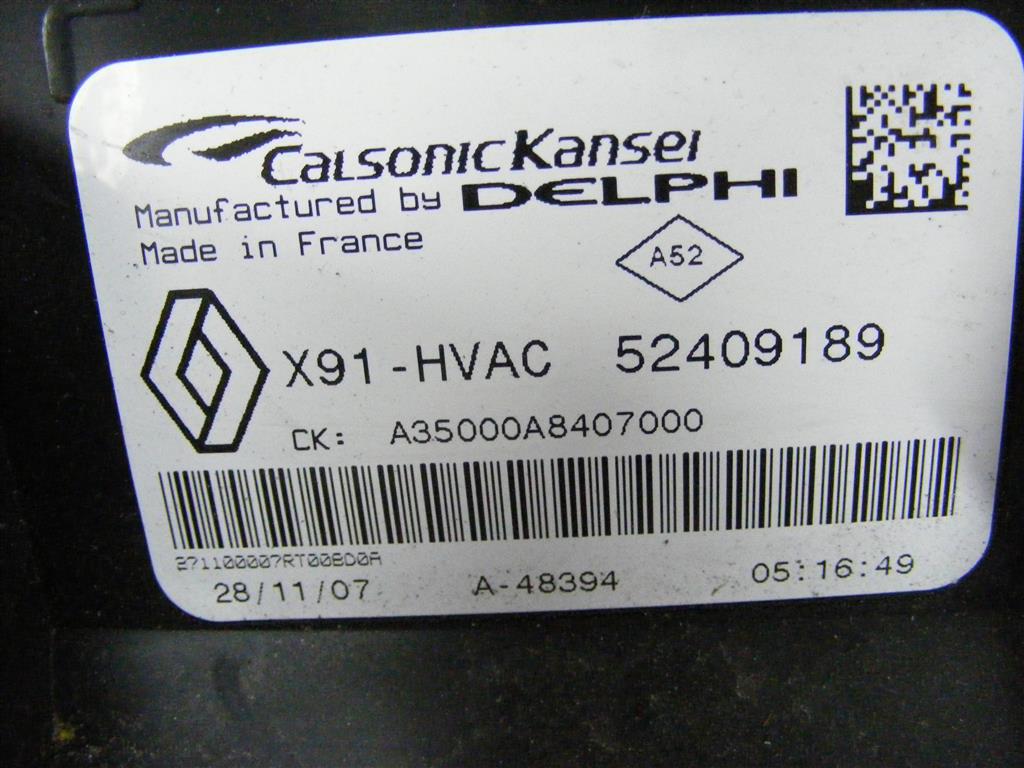 CalsonicKansei
Manufactured by DELPHI
Made in France
A52
X91-HVAC 52409189
CK: A35000A8407000
271100007RT008D0A
28/11/07 A-48394 05:16:49